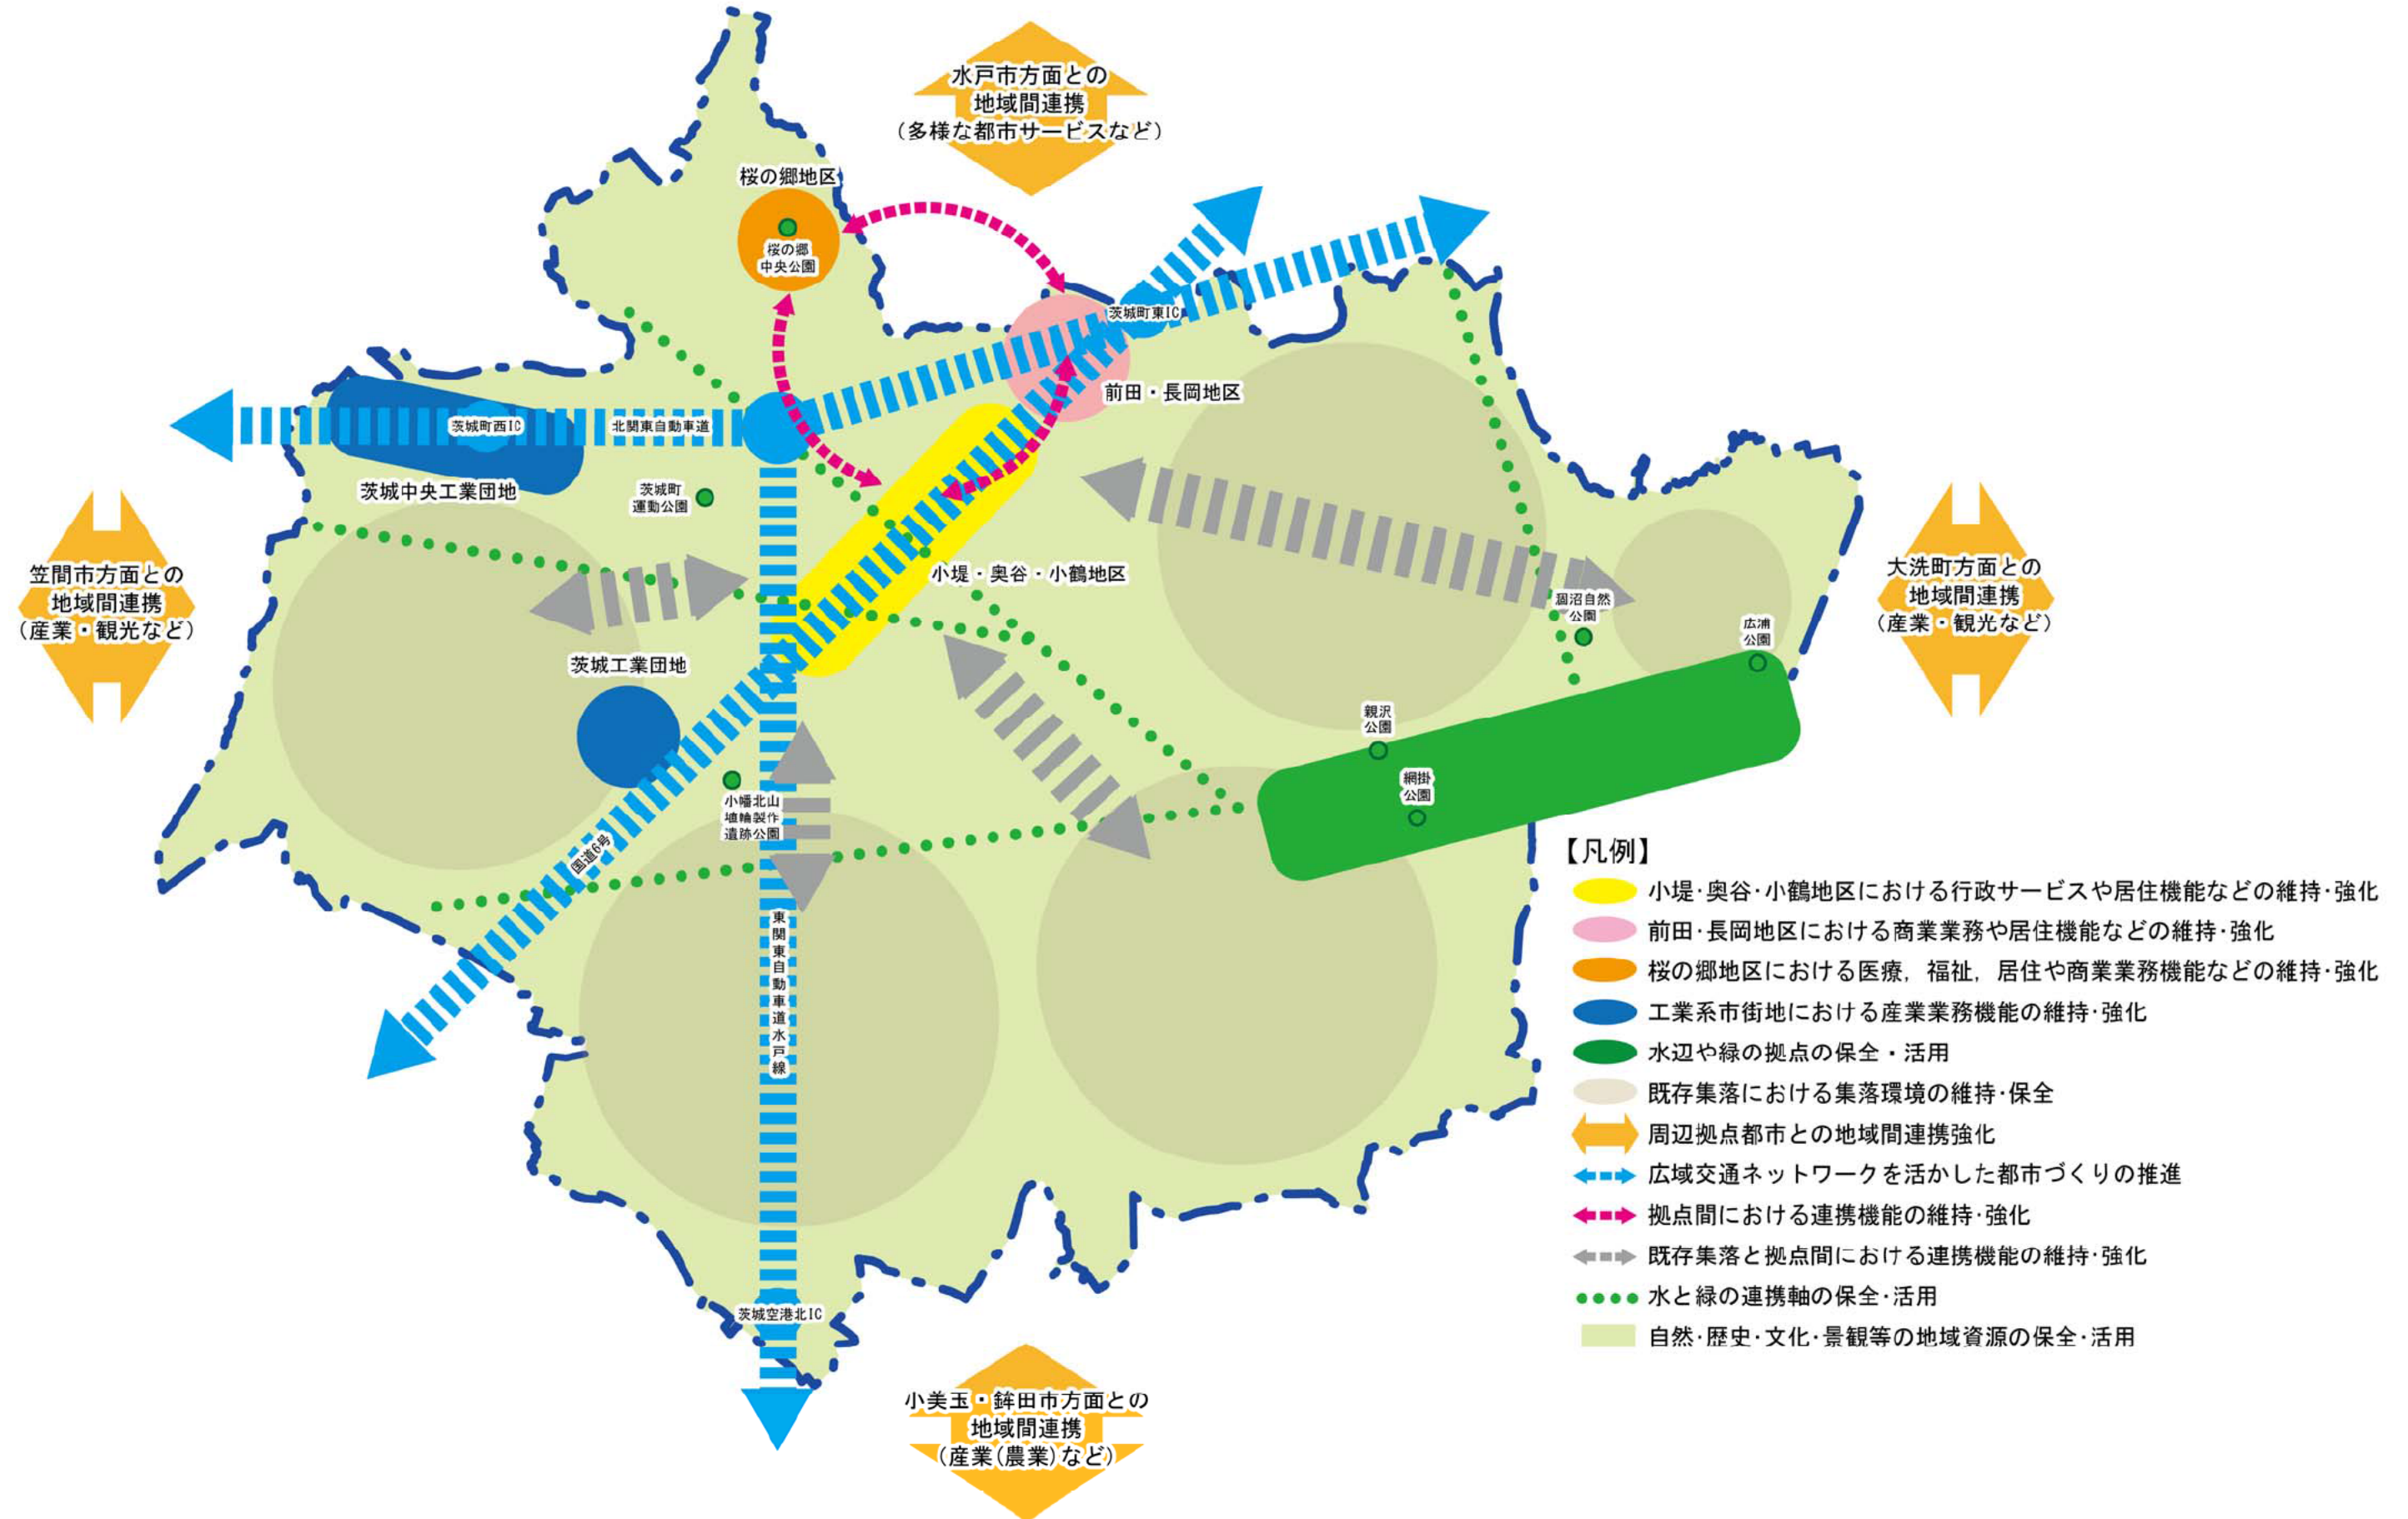 水戸市方面との
地域間連携
（多様な都市サービスなど）
桜の郷地区
桜の郷
中央公園
茨城町東IC
前田・長岡地区
茨城町西IC
北関東自動車道
茨城中央工業団地
茨城町
運動公園
小堤・奥谷・小鶴地区
笠間市方面との
地域間連携
（産業・観光など）
大洗町方面との
地域間連携
（産業・観光など）
涸沼自然
公園
広浦
公園
茨城工業団地
親沢
公園
網掛
公園
小幡北山
埴輪製作
遺跡公園
国道6号
東関東自動車道水戸線
茨城空港北IC
小美玉・鉾田市方面との
地域間連携
（産業(農業)など）
【凡例】
小堤･奥谷･小鶴地区における行政サービスや居住機能などの維持･強化
前田･長岡地区における商業業務や居住機能などの維持･強化
桜の郷地区における医療，福祉，居住や商業業務機能などの維持･強化
工業系市街地における産業業務機能の維持･強化
水辺や緑の拠点の保全・活用
既存集落における集落環境の維持･保全
周辺拠点都市との地域間連携強化
広域交通ネットワークを活かした都市づくりの推進
拠点間における連携機能の維持･強化
既存集落と拠点間における連携機能の維持･強化
水と緑の連携軸の保全･活用
自然･歴史･文化･景観等の地域資源の保全･活用